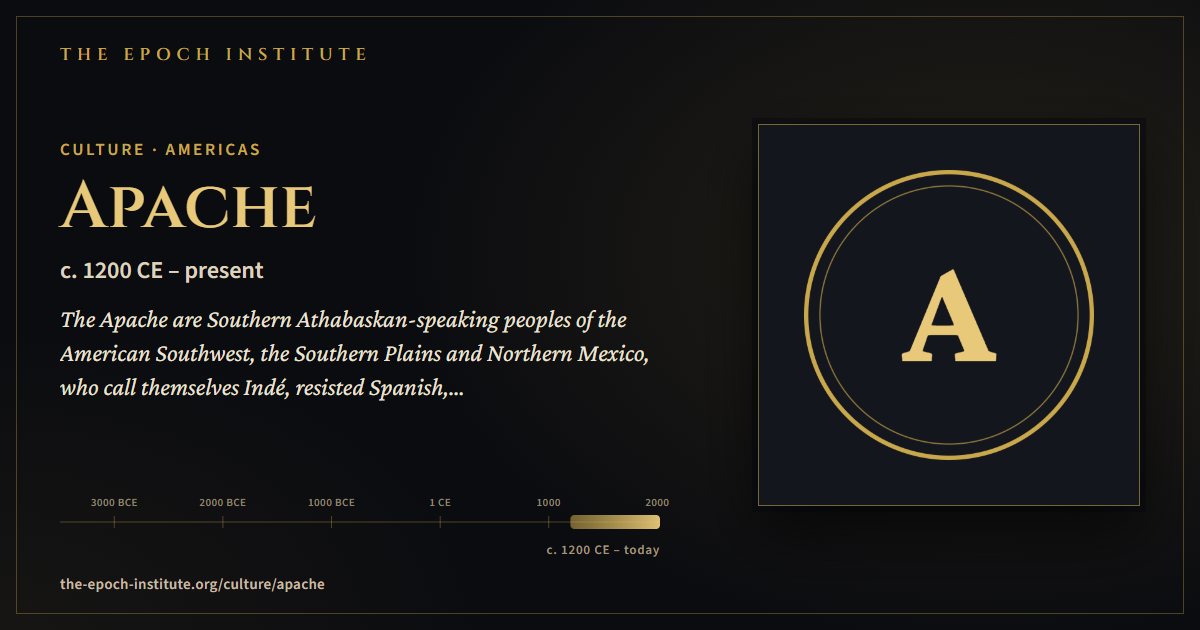 THE EPOCH INSTITUTE
CULTURE · AMERICAS
APACHE
c. 1200 CE – present
The Apache are Southern Athabaskan-speaking peoples of the
American Southwest, the Southern Plains and Northern Mexico,
who call themselves Indé, resisted Spanish,...
A
3000 BCE 2000 BCE 1000 BCE 1 CE 1000 2000
c. 1200 CE – today
the-epoch-institute.org/culture/apache